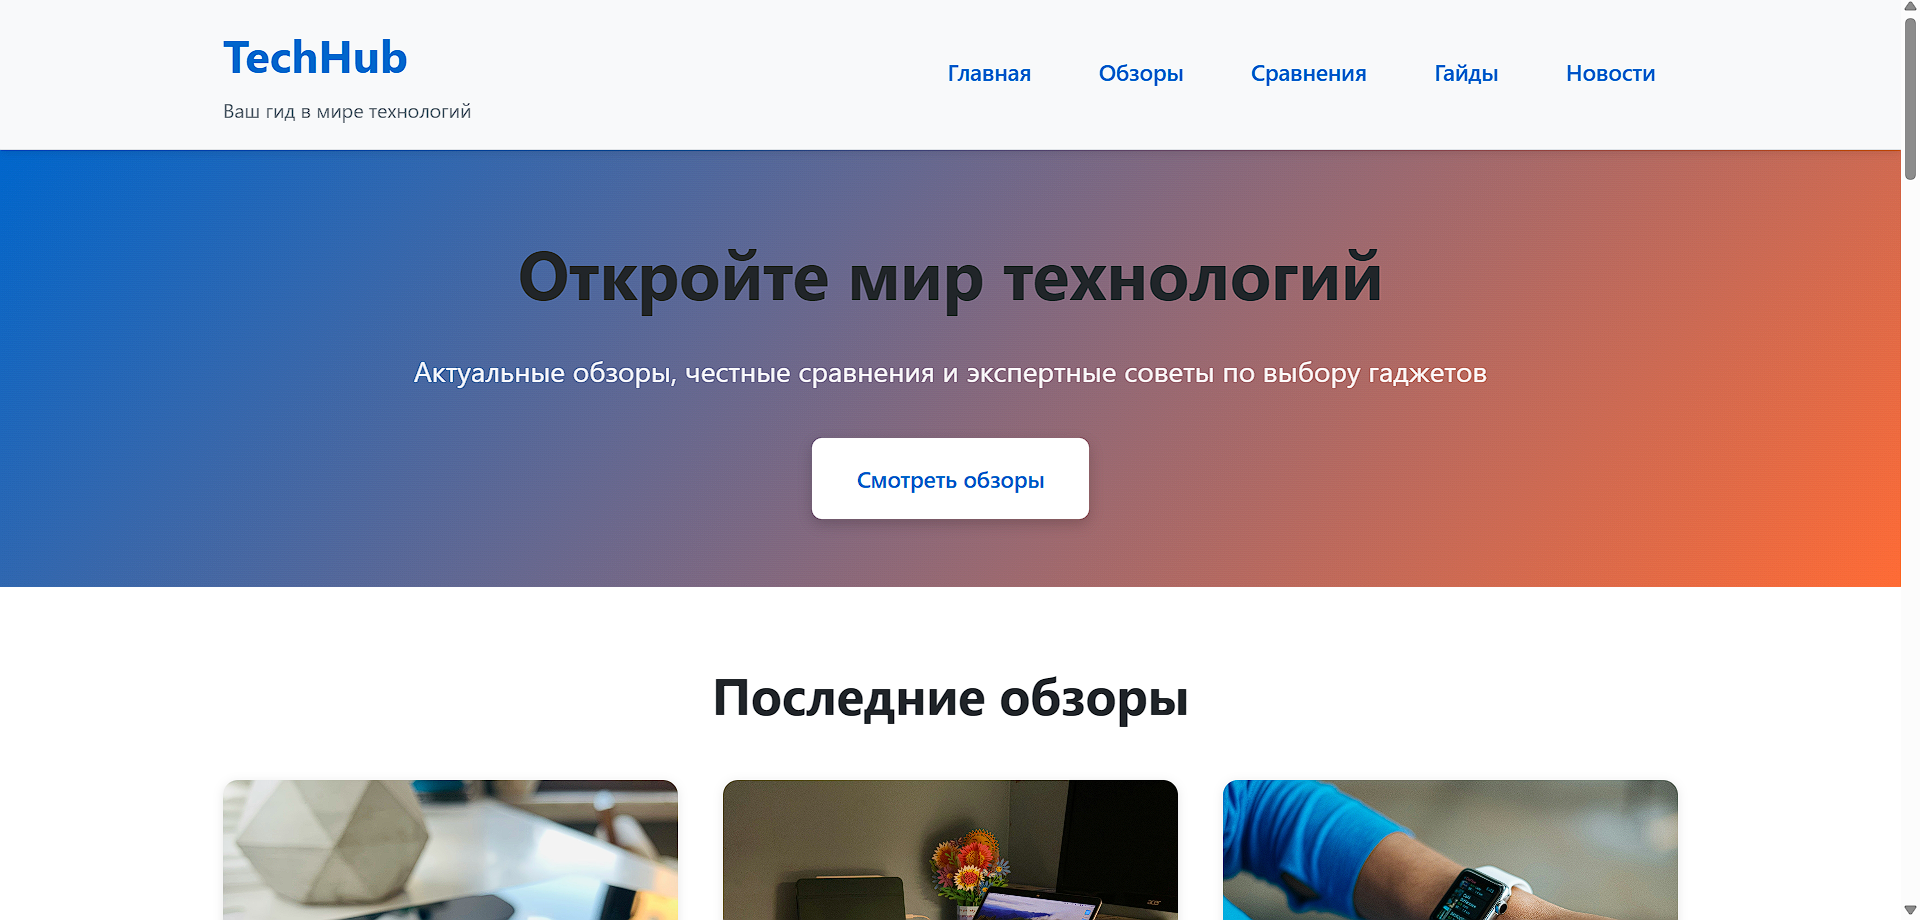 TechHub
Ваш гид в мире технологий
Главная
Обзоры
Сравнения
Гайды
Новости
Откройте мир технологий
Актуальные обзоры, честные сравнения и экспертные советы по выбору гаджетов
Смотреть обзоры
Последние обзоры
acer